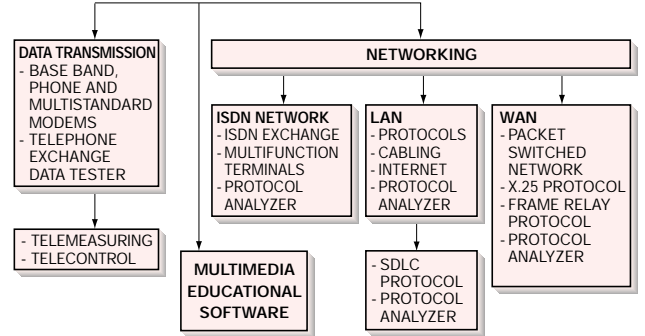 DATA TRANSMISSION
- BASE BAND,
PHONE AND
MULTISTANDARD
MODEMS
- TELEPHONE
EXCHANGE
DATA TESTER
- TELEMEASURING
- TELECONTROL
MULTIMEDIA
EDUCATIONAL
SOFTWARE
NETWORKING
ISDN NETWORK
- ISDN EXCHANGE
- MULTIFUNCTION
TERMINALS
- PROTOCOL
ANALYZER
LAN
- PROTOCOLS
- CABLING
- INTERNET
- PROTOCOL
ANALYZER
- SDLC
PROTOCOL
- PROTOCOL
ANALYZER
WAN
- PACKET
SWITCHED
NETWORK
- X.25 PROTOCOL
- FRAME RELAY
PROTOCOL
- PROTOCOL
ANALYZER